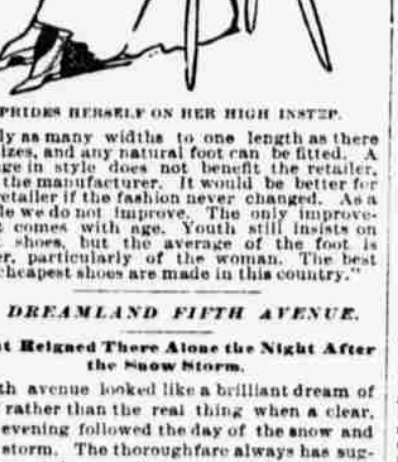 PRIDES HERSELF ON HER HIGH INSTEP.
ly as many widths to one length as there
izes, and any natural foot can be fitted. A
ge in style does not benefit the retailer,
the manufacturer. It would be better for
retailer if the fashion never changed. As a
le we do not improve. The only improve-
t comes with age. Youth still insists on
shoes, but the average of the foot is
er, particularly of the woman. The best
cheapest shoes are made in this country."
DREAMLAND FIFTH AVENUE.
t Reigned There Alone the Night After
the Snow Storm.
th avenue looked like a brilliant dream of
rather than the real thing when a clear,
evening followed the day of the snow and
storm. The thoroughfare always has sug-